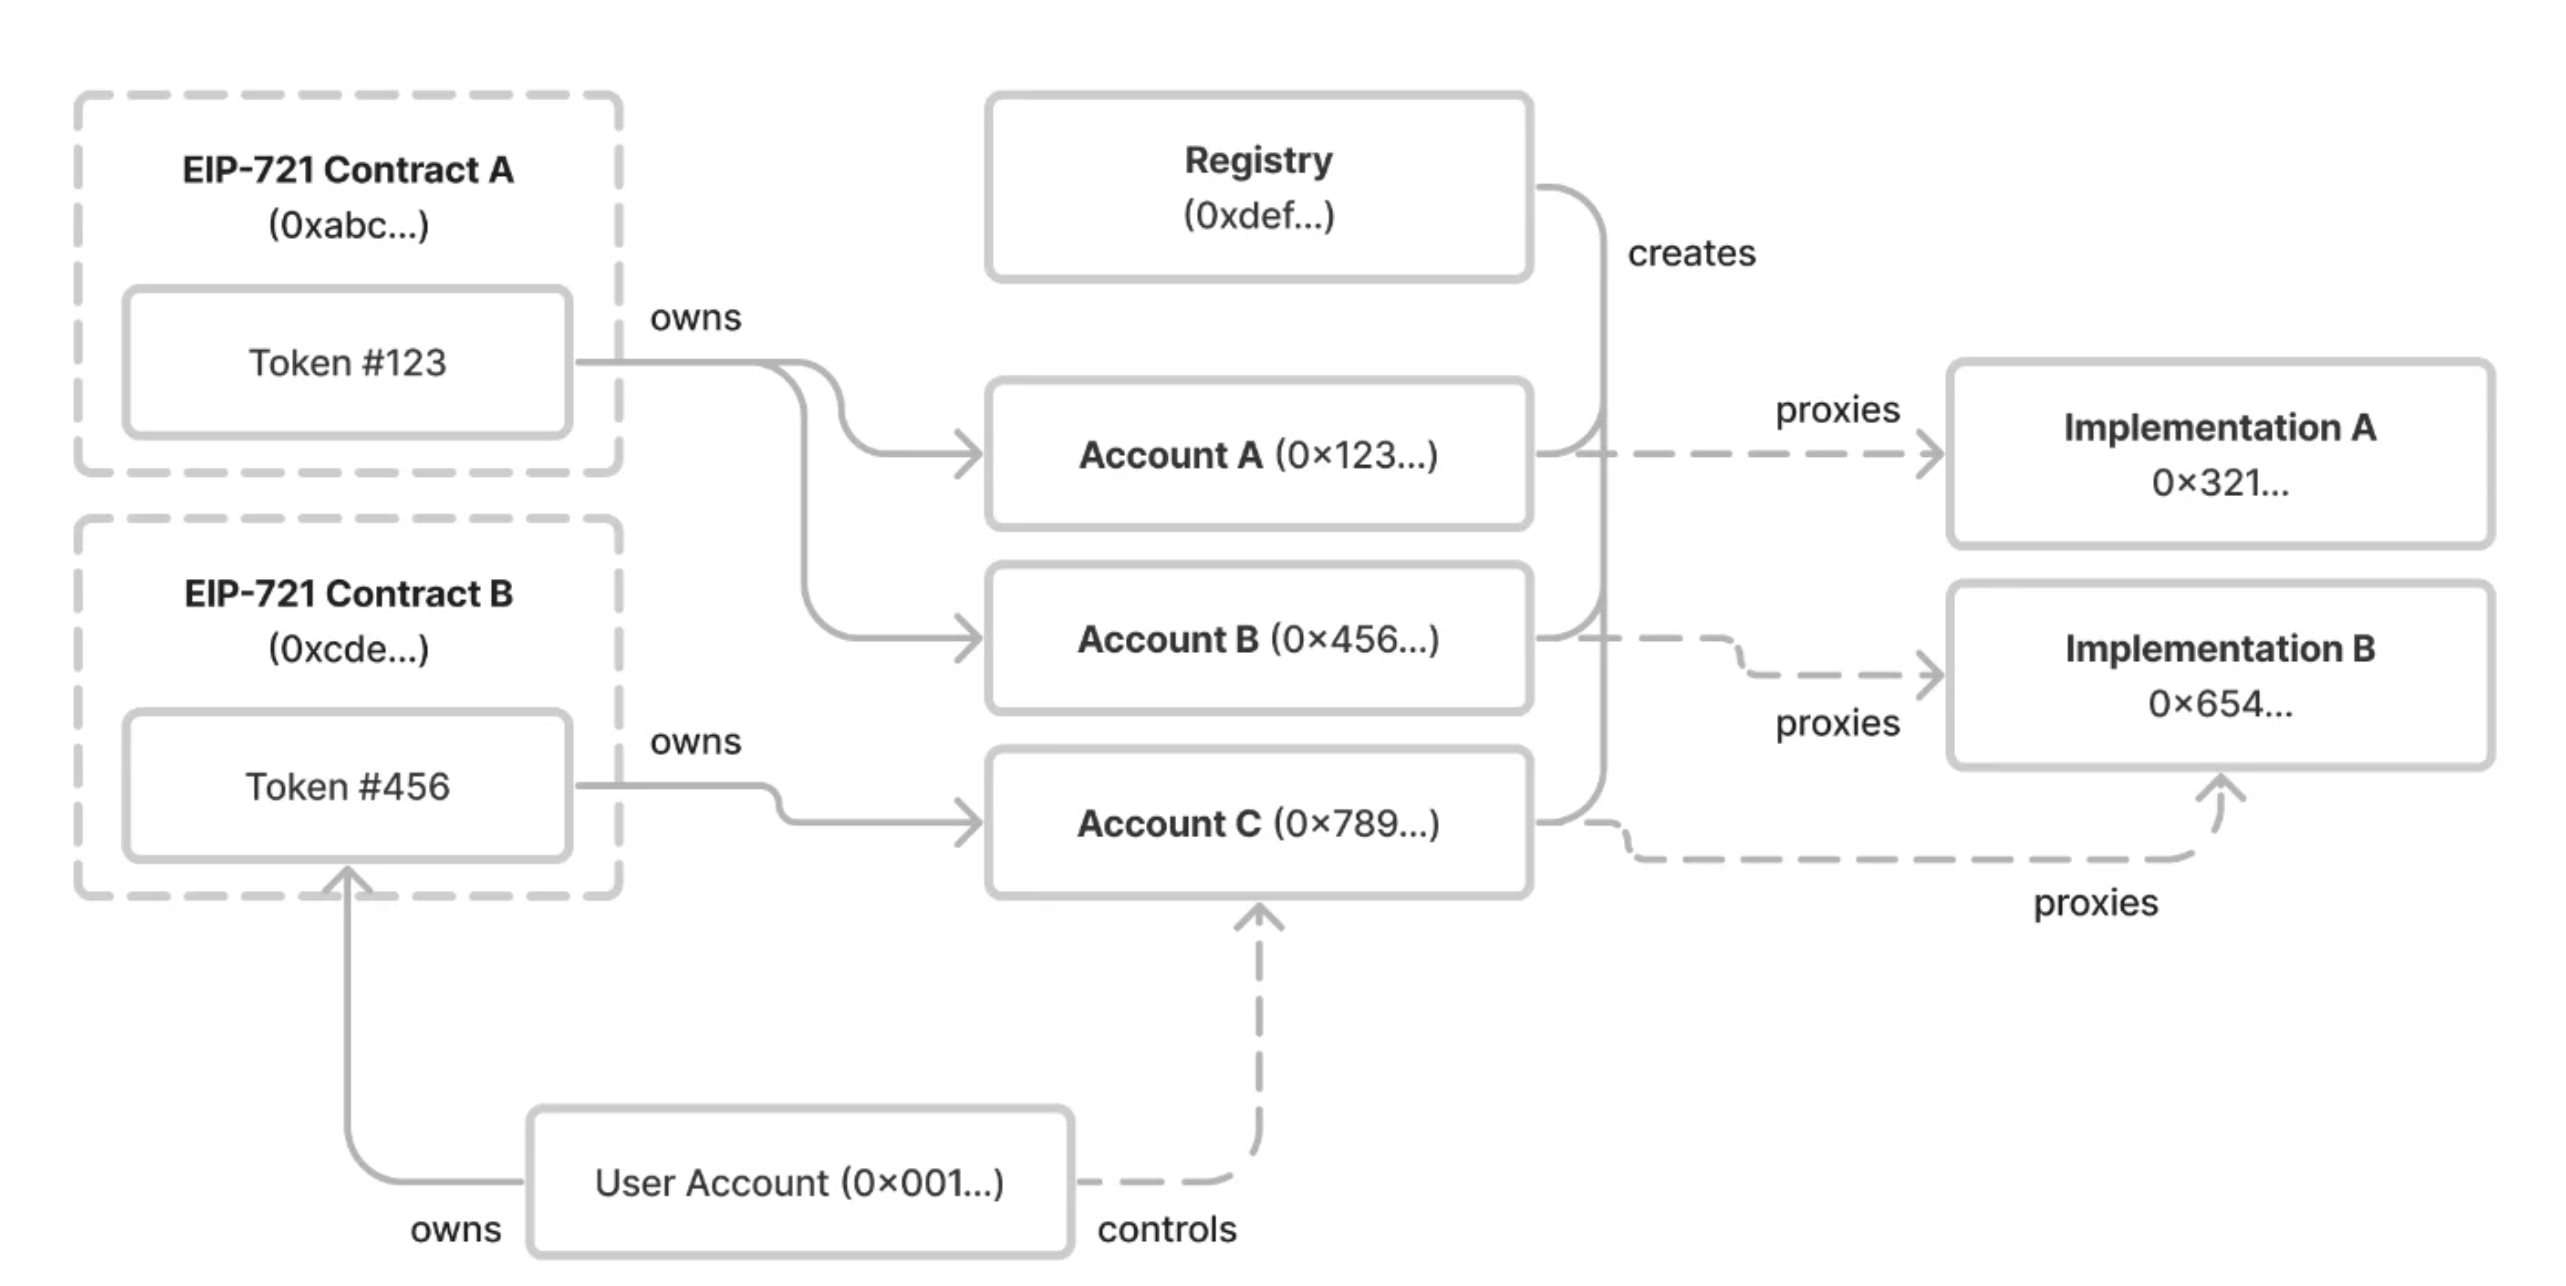 EIP-721 Contract A
(0xabc...)
Token #123
owns
EIP-721 Contract B
(0xcde...)
Token #456
owns
Registry
(0xdef...)
creates
Account A (0×123...)
Account B (0×456...)
Account C (0×789...)
proxies
Implementation A
0×321...
proxies
Implementation B
0×654...
proxies
User Account (0×001...)
owns
controls